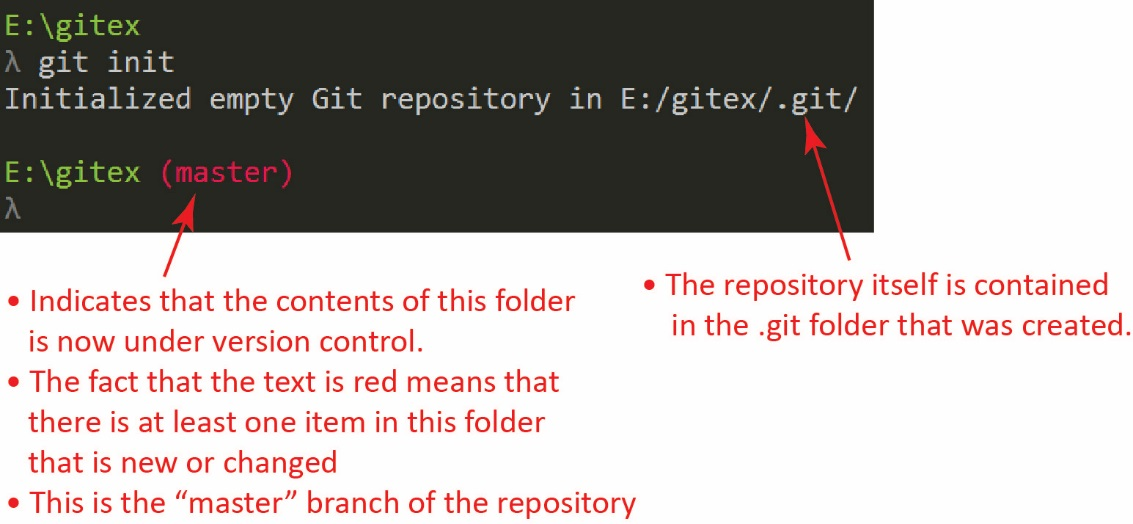 E:\gitex
λ git init
Initialized empty Git repository in E:/gitex/.git/
E:\gitex (master)
λ
• Indicates that the contents of this folder
is now under version control.
• The fact that the text is red means that
there is at least one item in this folder
that is new or changed
• This is the “master” branch of the repository
• The repository itself is contained
in the .git folder that was created.